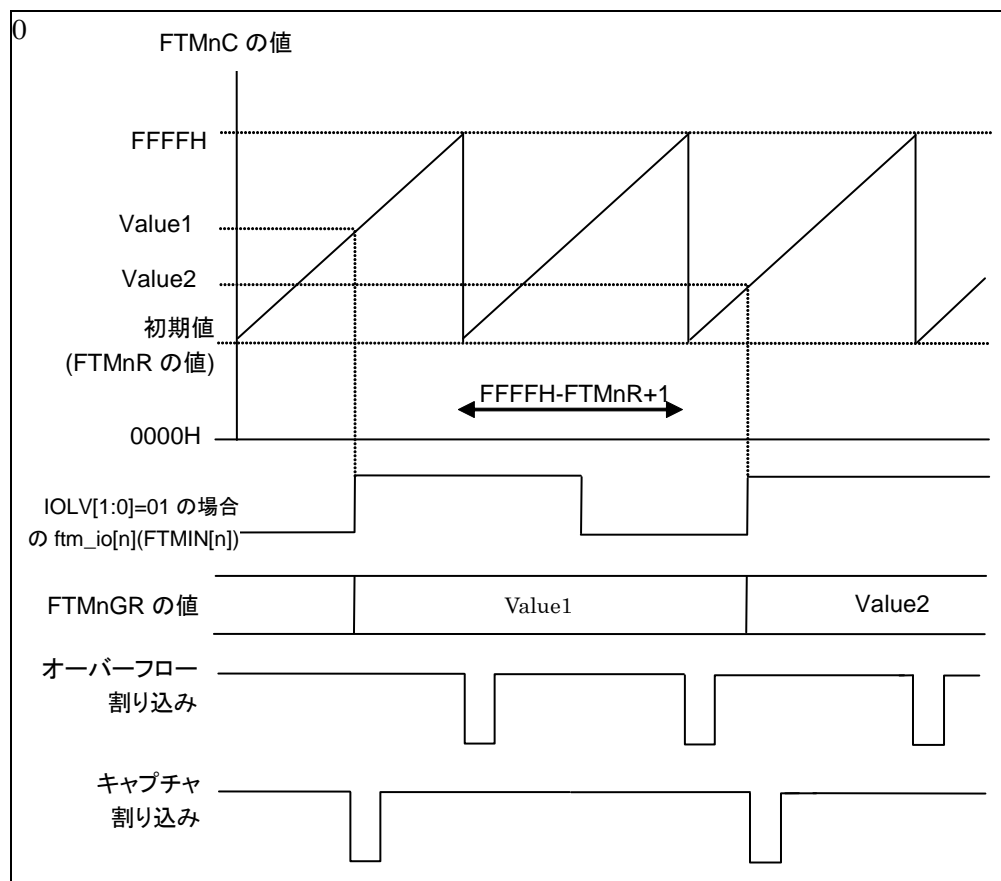 0
FTMnC の値
FFFFH
Value1
Value2
初期値
(FTMnR の値)
FFFFH-FTMnR+1
0000H
IOLV[1:0]=01 の場合
の ftm_io[n](FTMIN[n])
FTMnGR の値
Value1
Value2
オーバーフロー
割り込み
キャプチャ
割り込み